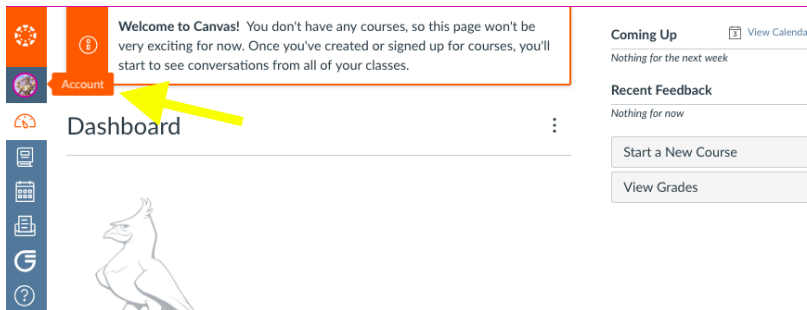 Welcome to Canvas! You don't have any courses, so this page won't be
very exciting for now. Once you've created or signed up for courses, you'll
start to see conversations from all of your classes.
Account
Dashboard
Coming Up
3
View Calenda
Nothing for the next week
Recent Feedback
Nothing for now
Start a New Course
View Grades